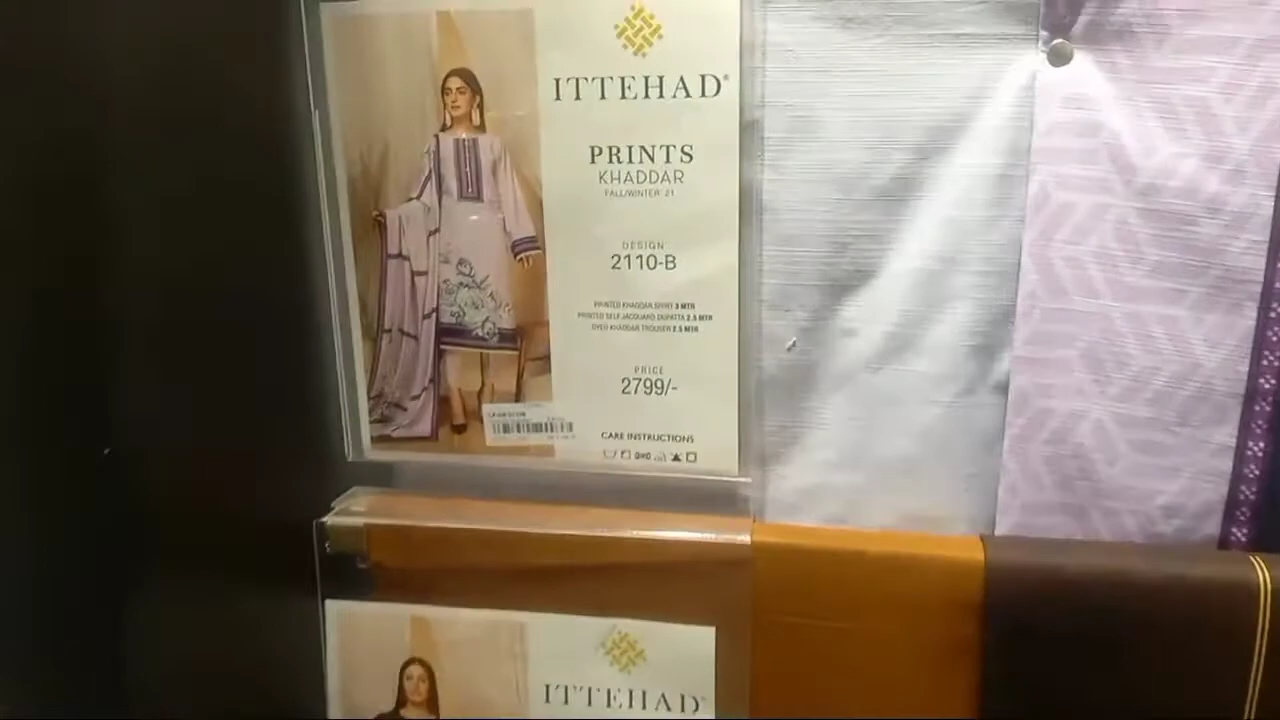 ITTEHAD®
PRINTS
KHADDAR
FALL/WINTER '21
DESIGN
2110-B
PRINTED KHADDAR SHIRT 3 MTR
PRINTED SELF JACQUARD DUPATTA 2.5 MTR
DYED KHADDAR TROUSER 2.5 MTR
PRICE
2799/-
CARE INSTRUCTIONS
ITTEHAD®